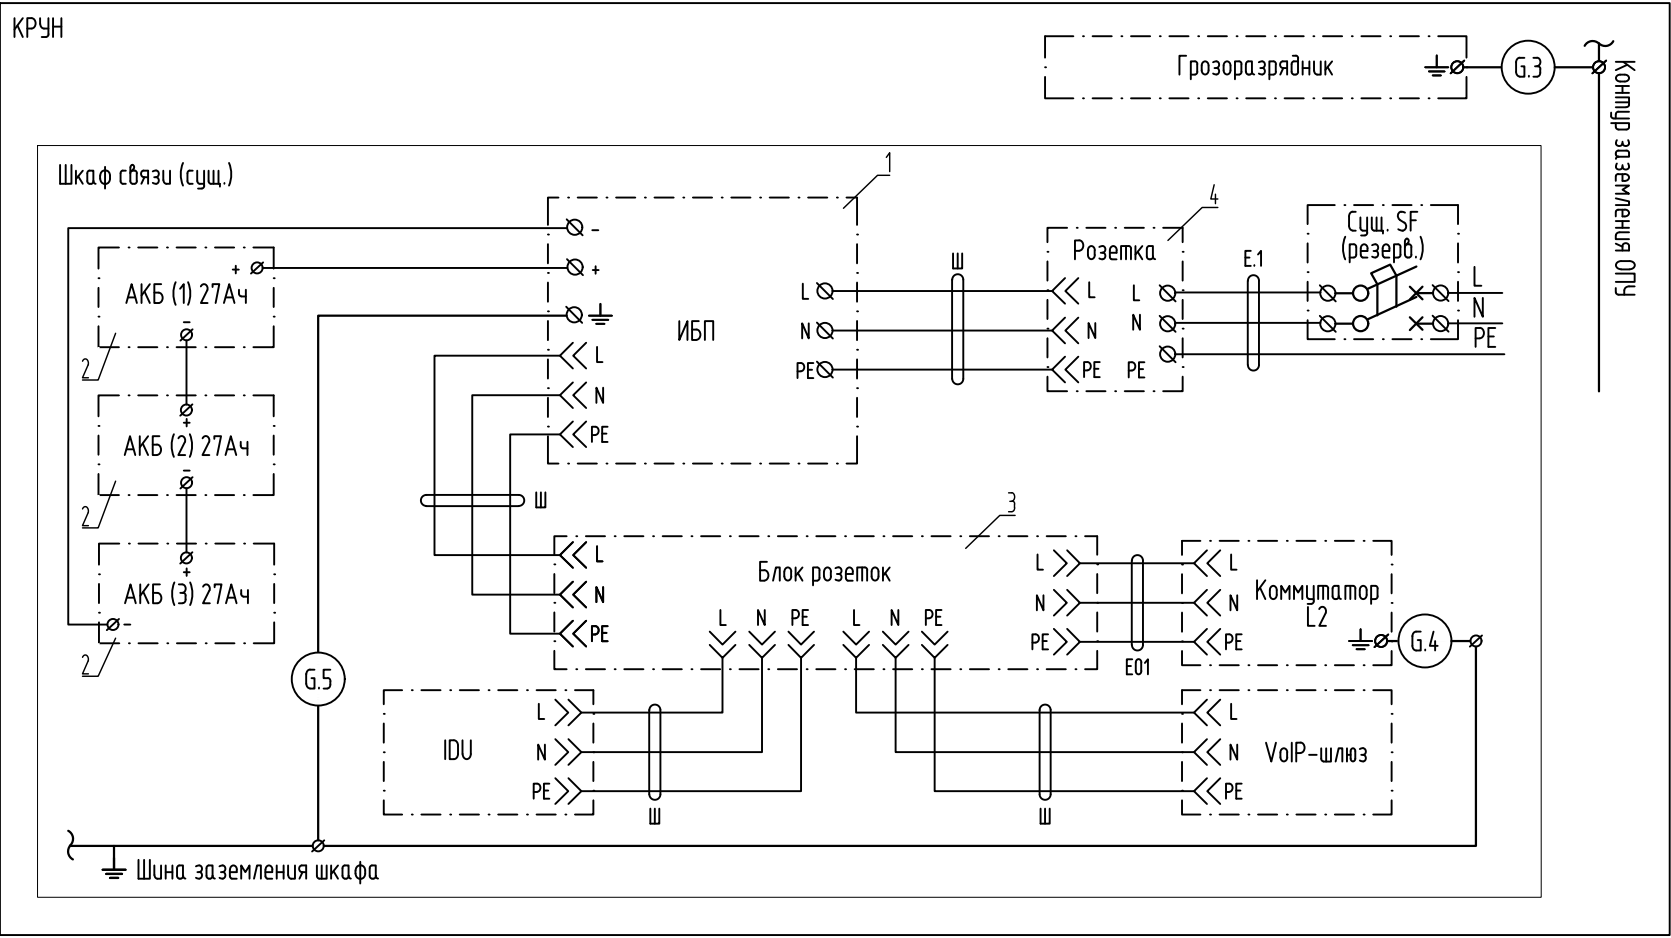 КРУН
Грозоразрядник
G.3
Контур заземления ОПУ
Шкаф связи (сущ.)
1
-
+
ИБП
L
N
PE
L
N
PE
Ш
4
Розетка
L
N
PE
L
N
PE
E.1
Сущ. SF
(резерв.)
L
N
PE
+
АКБ (1) 27Ач
-
2
+
АКБ (2) 27Ач
-
2
+
АКБ (3) 27Ач
-
2
Ш
G.5
3
Блок розеток
L
N
PE
L
N
PE
L
N
PE
L
N
PE
E01
L
N
PE
Коммутатор
L2
G.4
IDU
L
N
PE
Ш
Ш
L
N
PE
VoIP-шлюз
Шина заземления шкафа